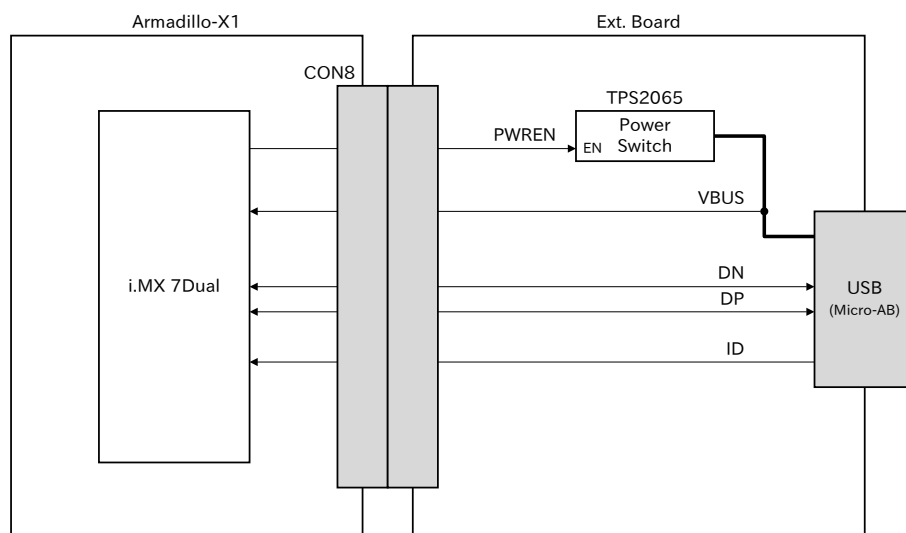 Armadillo-X1
Ext. Board
CON8
TPS2065
Power
Switch
PWREN
EN
VBUS
i.MX 7Dual
DN
USB
DP
(Micro-AB)
ID